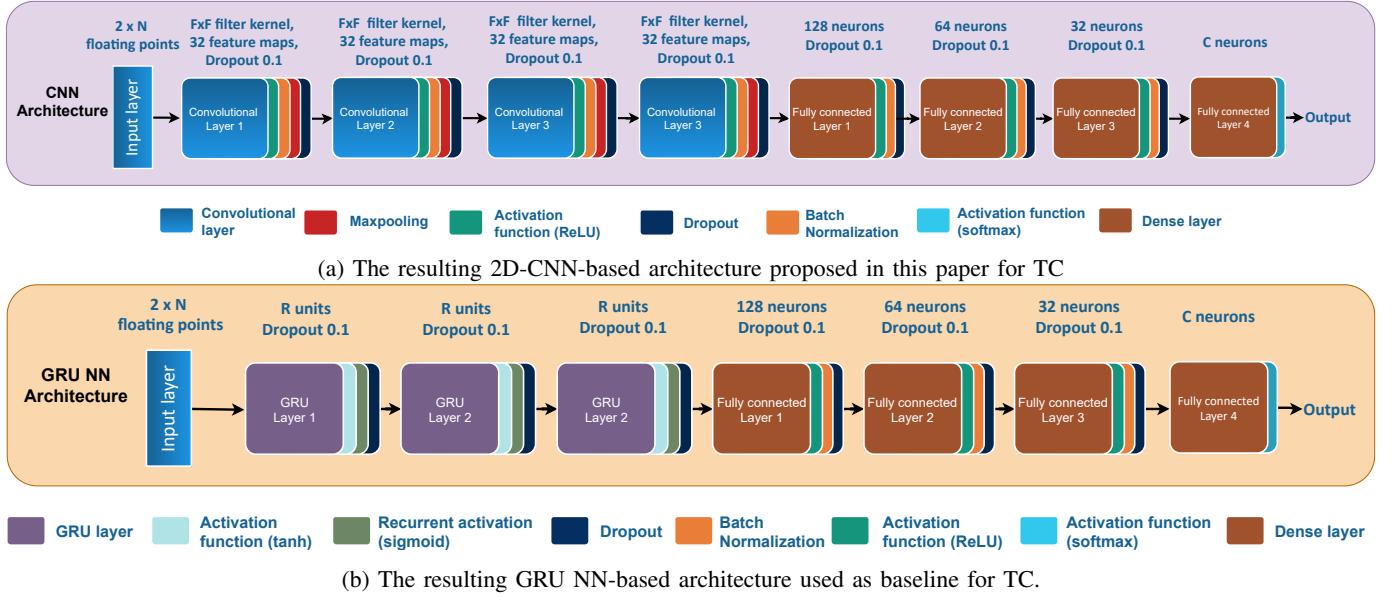 2 x N
floating points
FxF filter kernel,
32 feature maps,
Dropout 0.1
FxF filter kernel,
32 feature maps,
Dropout 0.1
FxF filter kernel,
32 feature maps,
Dropout 0.1
FxF filter kernel,
32 feature maps,
Dropout 0.1
128 neurons
Dropout 0.1
64 neurons
Dropout 0.1
32 neurons
Dropout 0.1
C neurons
CNN
Architecture
Input layer
Convolutional
Layer 1
Convolutional
Layer 2
Convolutional
Layer 3
Convolutional
Layer 3
Fully connected
Layer 1
Fully connected
Layer 2
Fully connected
Layer 3
Fully connected
Layer 4
Output
Convolutional
layer
Maxpooling
Activation
function (ReLU)
Dropout
Batch
Normalization
Activation function
(softmax)
Dense layer
(a) The resulting 2D-CNN-based architecture proposed in this paper for TC
2 x N
floating points
R units
Dropout 0.1
R units
Dropout 0.1
R units
Dropout 0.1
128 neurons
Dropout 0.1
64 neurons
Dropout 0.1
32 neurons
Dropout 0.1
C neurons
GRU NN
Architecture
Input layer
GRU
Layer 1
GRU
Layer 2
GRU
Layer 2
Fully connected
Layer 1
Fully connected
Layer 2
Fully connected
Layer 3
Fully connected
Layer 4
Output
GRU layer
Activation
function (tanh)
Recurrent activation
(sigmoid)
Dropout
Batch
Normalization
Activation
function (ReLU)
Activation function
(softmax)
Dense layer
(b) The resulting GRU NN-based architecture used as baseline for TC.